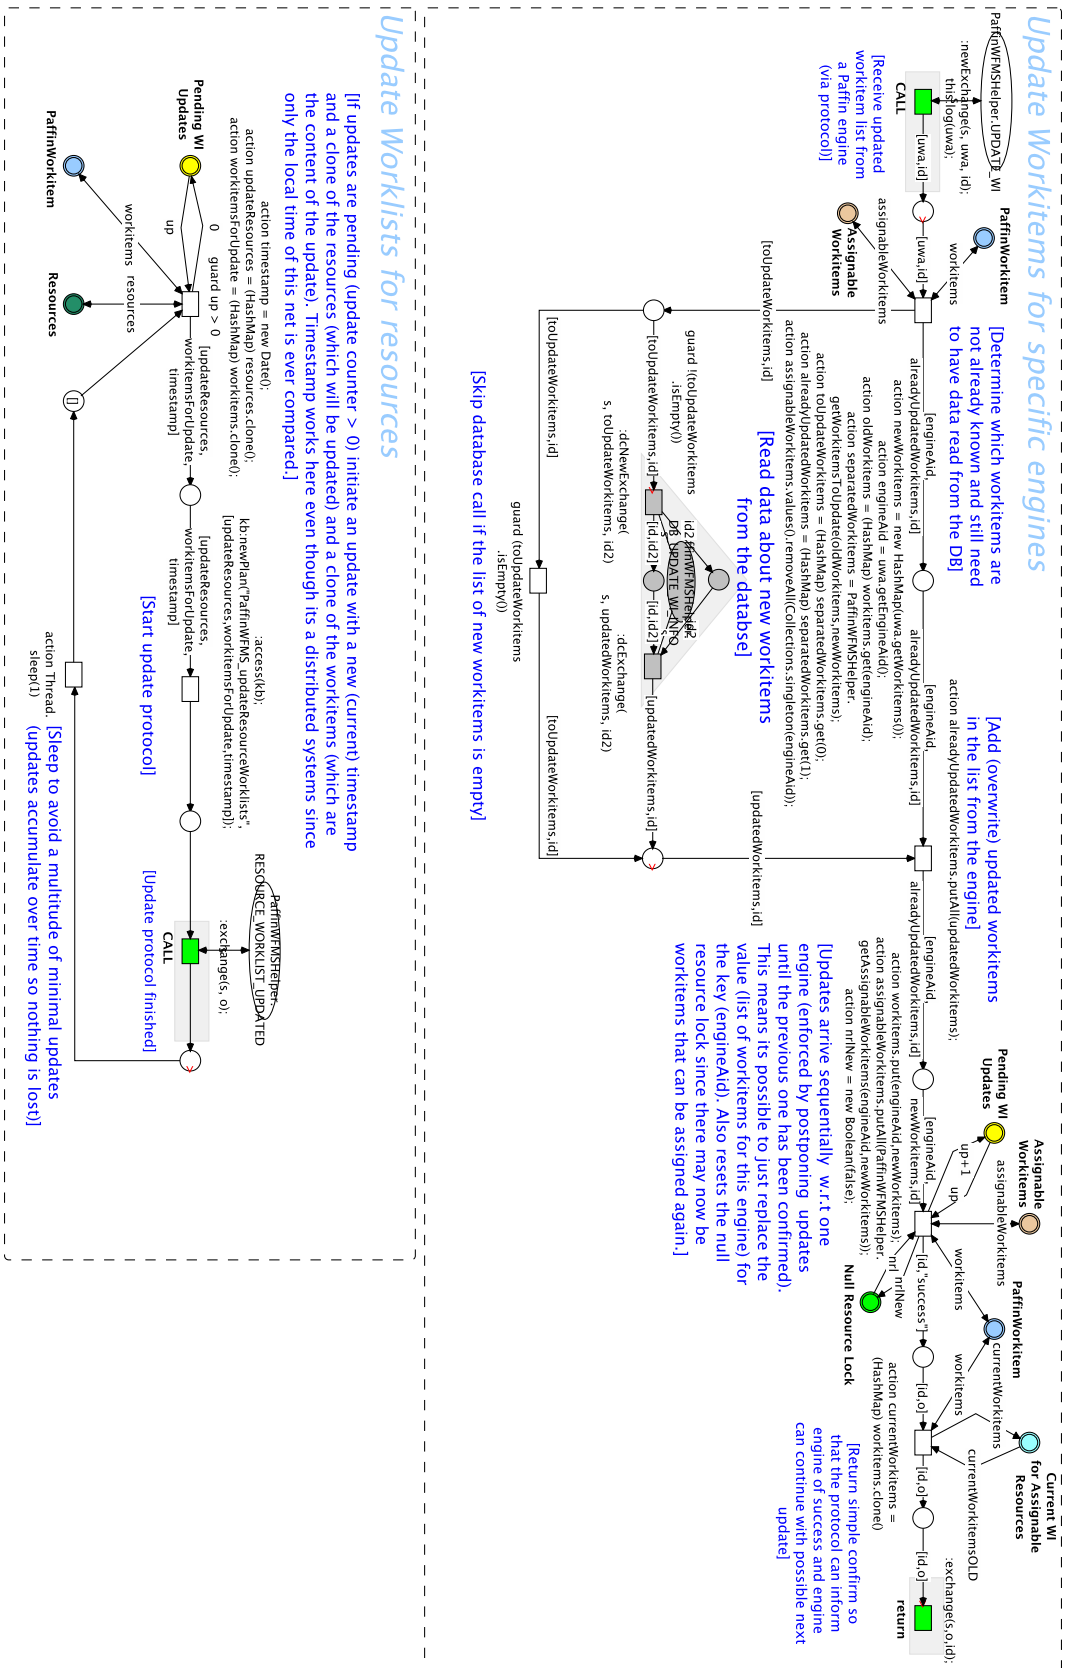 Update Workitems for specific engines
PaffinWFMSHelper.UPDATE_WI
:newExchange(s, uwa, id);
this:log(uwa);
CALL
[Receive updated
workitem list from
a Paffin engine
(via protocol)]
[uwa,id]
[uwa,id]
PaffinWorkitem
workitems
Assignable
Workitems
assignableWorkitems
[Determine which workitems are
not already known and still need
to have data read from the DB]
[engineAid,
alreadyUpdatedWorkitems,id]
action newWorkitems = new HashMap(uwa.getWorkitems());
action engineAid = uwa.getEngineAid();
action oldWorkitems = (HashMap) workitems.get(engineAid);
action separatedWorkitems = PaffinWFMSHelper.
getWorkitemsToUpdate(oldWorkitems,newWorkitems);
action toUpdateWorkitems = (HashMap) separatedWorkitems.get(0);
action alreadyUpdatedWorkitems = (HashMap) separatedWorkitems.get(1);
action assignableWorkitems.values().removeAll(Collections.singleton(engineAid));
[toUpdateWorkitems,id]
[Read data about new workitems
from the databse]
guard !(toUpdateWorkitems
.isEmpty())
[toUpdateWorkitems,id]
:dcNewExchange(
s, toUpdateWorkitems, id2)
id2
DB_UPDATE_WI_INFO
id2
s
[id,id2]
[id,id2]
:dcExchange(
s, updatedWorkitems, id2)
[updatedWorkitems,id]
[toUpdateWorkitems,id]
guard (toUpdateWorkitems
.isEmpty())
[toUpdateWorkitems,id]
[Skip database call if the list of new workitems is empty]
[engineAid,
alreadyUpdatedWorkitems,id]
[updatedWorkitems,id]
[Add (overwrite) updated workitems
in the list from the engine]
action alreadyUpdatedWorkitems.putAll(updatedWorkitems);
[engineAid,
alreadyUpdatedWorkitems,id]
action workitems.put(engineAid,newWorkitems);
action assignableWorkitems.putAll(PaffinWFMSHelper.
getAssignableWorkitems(engineAid,newWorkitems));
action nrlNew = new Boolean(false);
[Updates arrive sequentially w.r.t one
engine (enforced by postponing updates
until the previous one has been confirmed).
This means its possible to just replace the
value (list of workitems for this engine) for
the key (engineAid). Also resets the null
resource lock since there may now be
workitems that can be assigned again.]
[engineAid,
newWorkitems,id]
Pending WI
Updates
up+1
up
Assignable
Workitems
assignableWorkitems
nrl
nrlNew
Null Resource Lock
[id,"success"]
workitems
PaffinWorkitem
workitems
[id,o]
action currentWorkitems =
(HashMap) workitems.clone()
currentWorkitems
currentWorkitemsOLD
Current WI
for Assignable
Resources
[id,o]
[id,o]
[Return simple confirm so
that the protocol can inform
engine of success and engine
can continue with possible next
update]
:exchange(s,o,id);
return
Update Worklists for resources
[If updates are pending (update counter > 0) initiate an update with a new (current) timestamp
and a clone of the resources (which will be updated) and a clone of the workitems (which are
the content of the update). Timestamp works here even though its a distributed systems since
only the local time of this net is ever compared.]
action timestamp = new Date();
action updateResources = (HashMap) resources.clone();
action workitemsForUpdate = (HashMap) workitems.clone();
Pending WI
Updates
0
up
guard up > 0
PaffinWorkitem
workitems
Resources
resources
[]
[updateResources,
workitemsForUpdate,
timestamp]
[updateResources,
workitemsForUpdate,
timestamp]
:access(kb);
kb:newPlan("PaffinWFMS_updateResourceWorklists",
[updateResources,workitemsForUpdate,timestamp]);
[Start update protocol]
PaffinWFMSHelper.
RESOURCE_WORKLIST_UPDATED
:exchange(s, o);
CALL
[Update protocol finished]
action Thread.
sleep(1)
[Sleep to avoid a multitude of minimal updates
(updates accumulate over time so nothing is lost)]